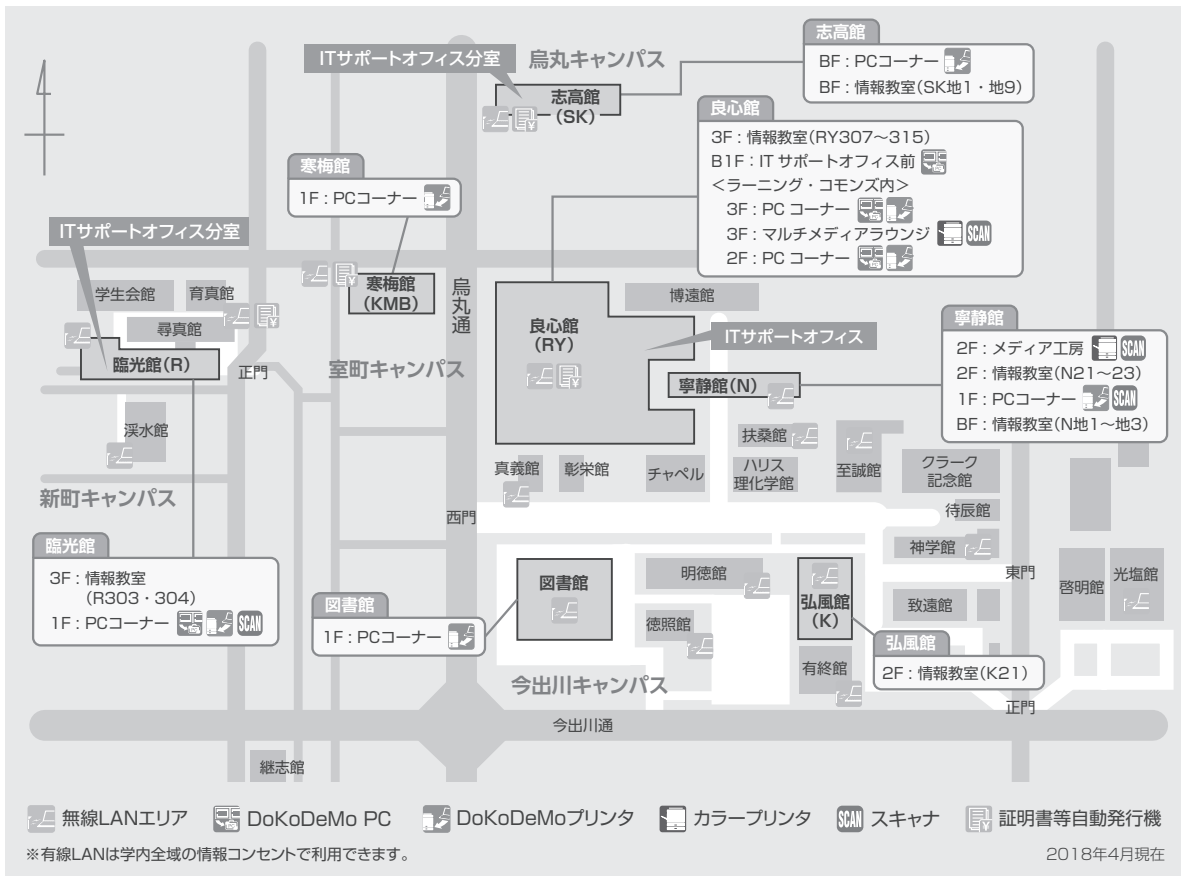 志高館
BF : PCコーナー
BF : 情報教室(SK地1・地9)
ITサポートオフィス分室
烏丸キャンパス
志高館
(SK)
良心館
3F : 情報教室(RY307〜315)
B1F : IT サポートオフィス前
＜ラーニング・コモンズ内＞
3F : PC コーナー
3F : マルチメディアラウンジ SCAN
2F : PC コーナー
寒梅館
1F : PCコーナー
ITサポートオフィス分室
学生会館
育真館
尋真館
臨光館(R)
正門
寒梅館
(KMB)
烏丸通
室町キャンパス
良心館
(RY)
博遠館
ITサポートオフィス
寧静館(N)
寧静館
2F : メディア工房 SCAN
2F : 情報教室(N21〜23)
1F : PCコーナー SCAN
BF : 情報教室(N地1〜地3)
渓水館
新町キャンパス
扶桑館
真義館
彰栄館
チャペル
ハリス
理化学館
至誠館
クラーク
記念館
待辰館
西門
神学館
東門
臨光館
3F : 情報教室
(R303・304)
1F : PCコーナー SCAN
図書館
1F : PCコーナー
図書館
明徳館
徳照館
弘風館
(K)
有終館
致遠館
啓明館
光塩館
弘風館
2F : 情報教室(K21)
今出川キャンパス
正門
今出川通
継志館
無線LANエリア
DoKoDeMo PC
DoKoDeMoプリンタ
カラープリンタ
SCAN スキャナ
証明書等自動発行機
※有線LANは学内全域の情報コンセントで利用できます。
2018年4月現在